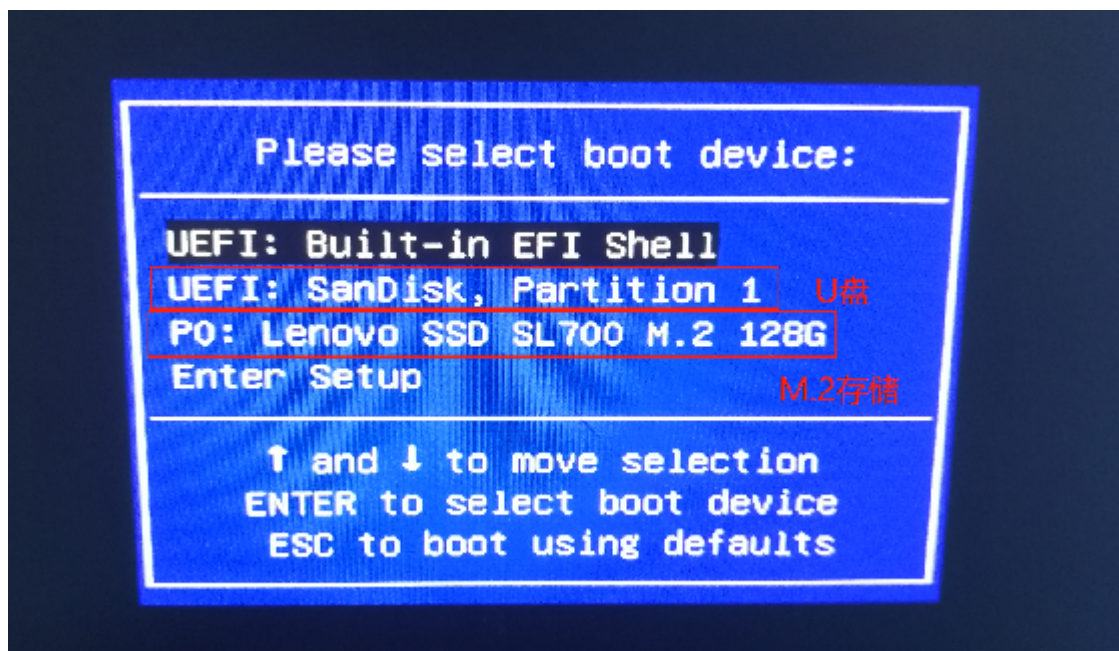 Please select boot device:
UEFI: Built-in EFI Shell
UEFI: SanDisk, Partition 1
U盘
P0: Lenovo SSD SL700 M.2 128G
Enter Setup
M.2存储
↑ and ↓ to move selection
ENTER to select boot device
ESC to boot using defaults